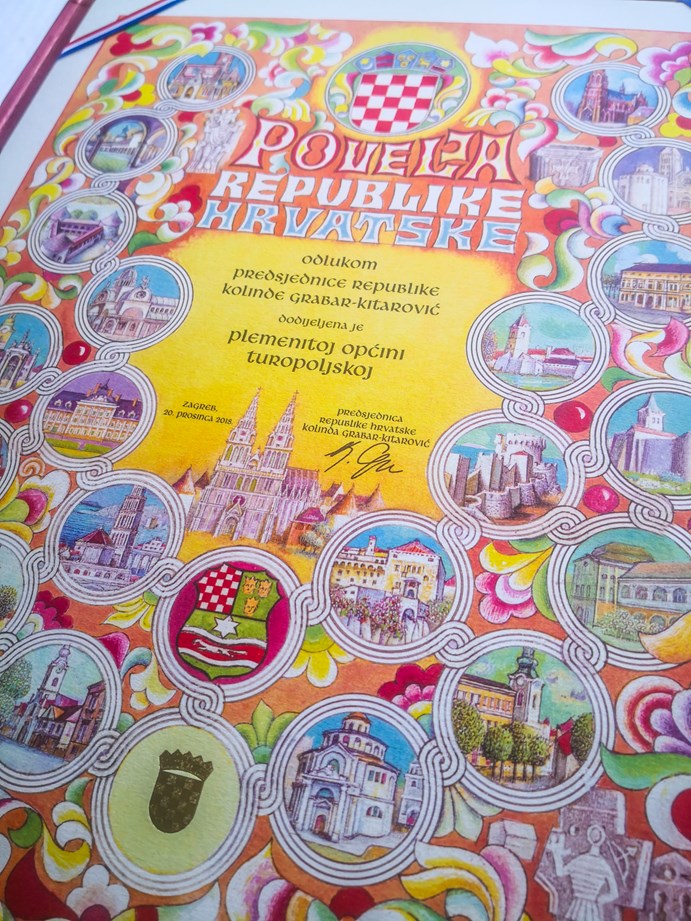 POVELJA
REPUBLIKE
HRVATSKE
odlukom
predsjednice republike
kolinde grabar-kitarović
dodijeljena je
plemenitoj općini
turopoljskoj
zagreb,
20. prosinca 2018.
predsjednica
republike hrvatske
kolinda grabar-kitarović